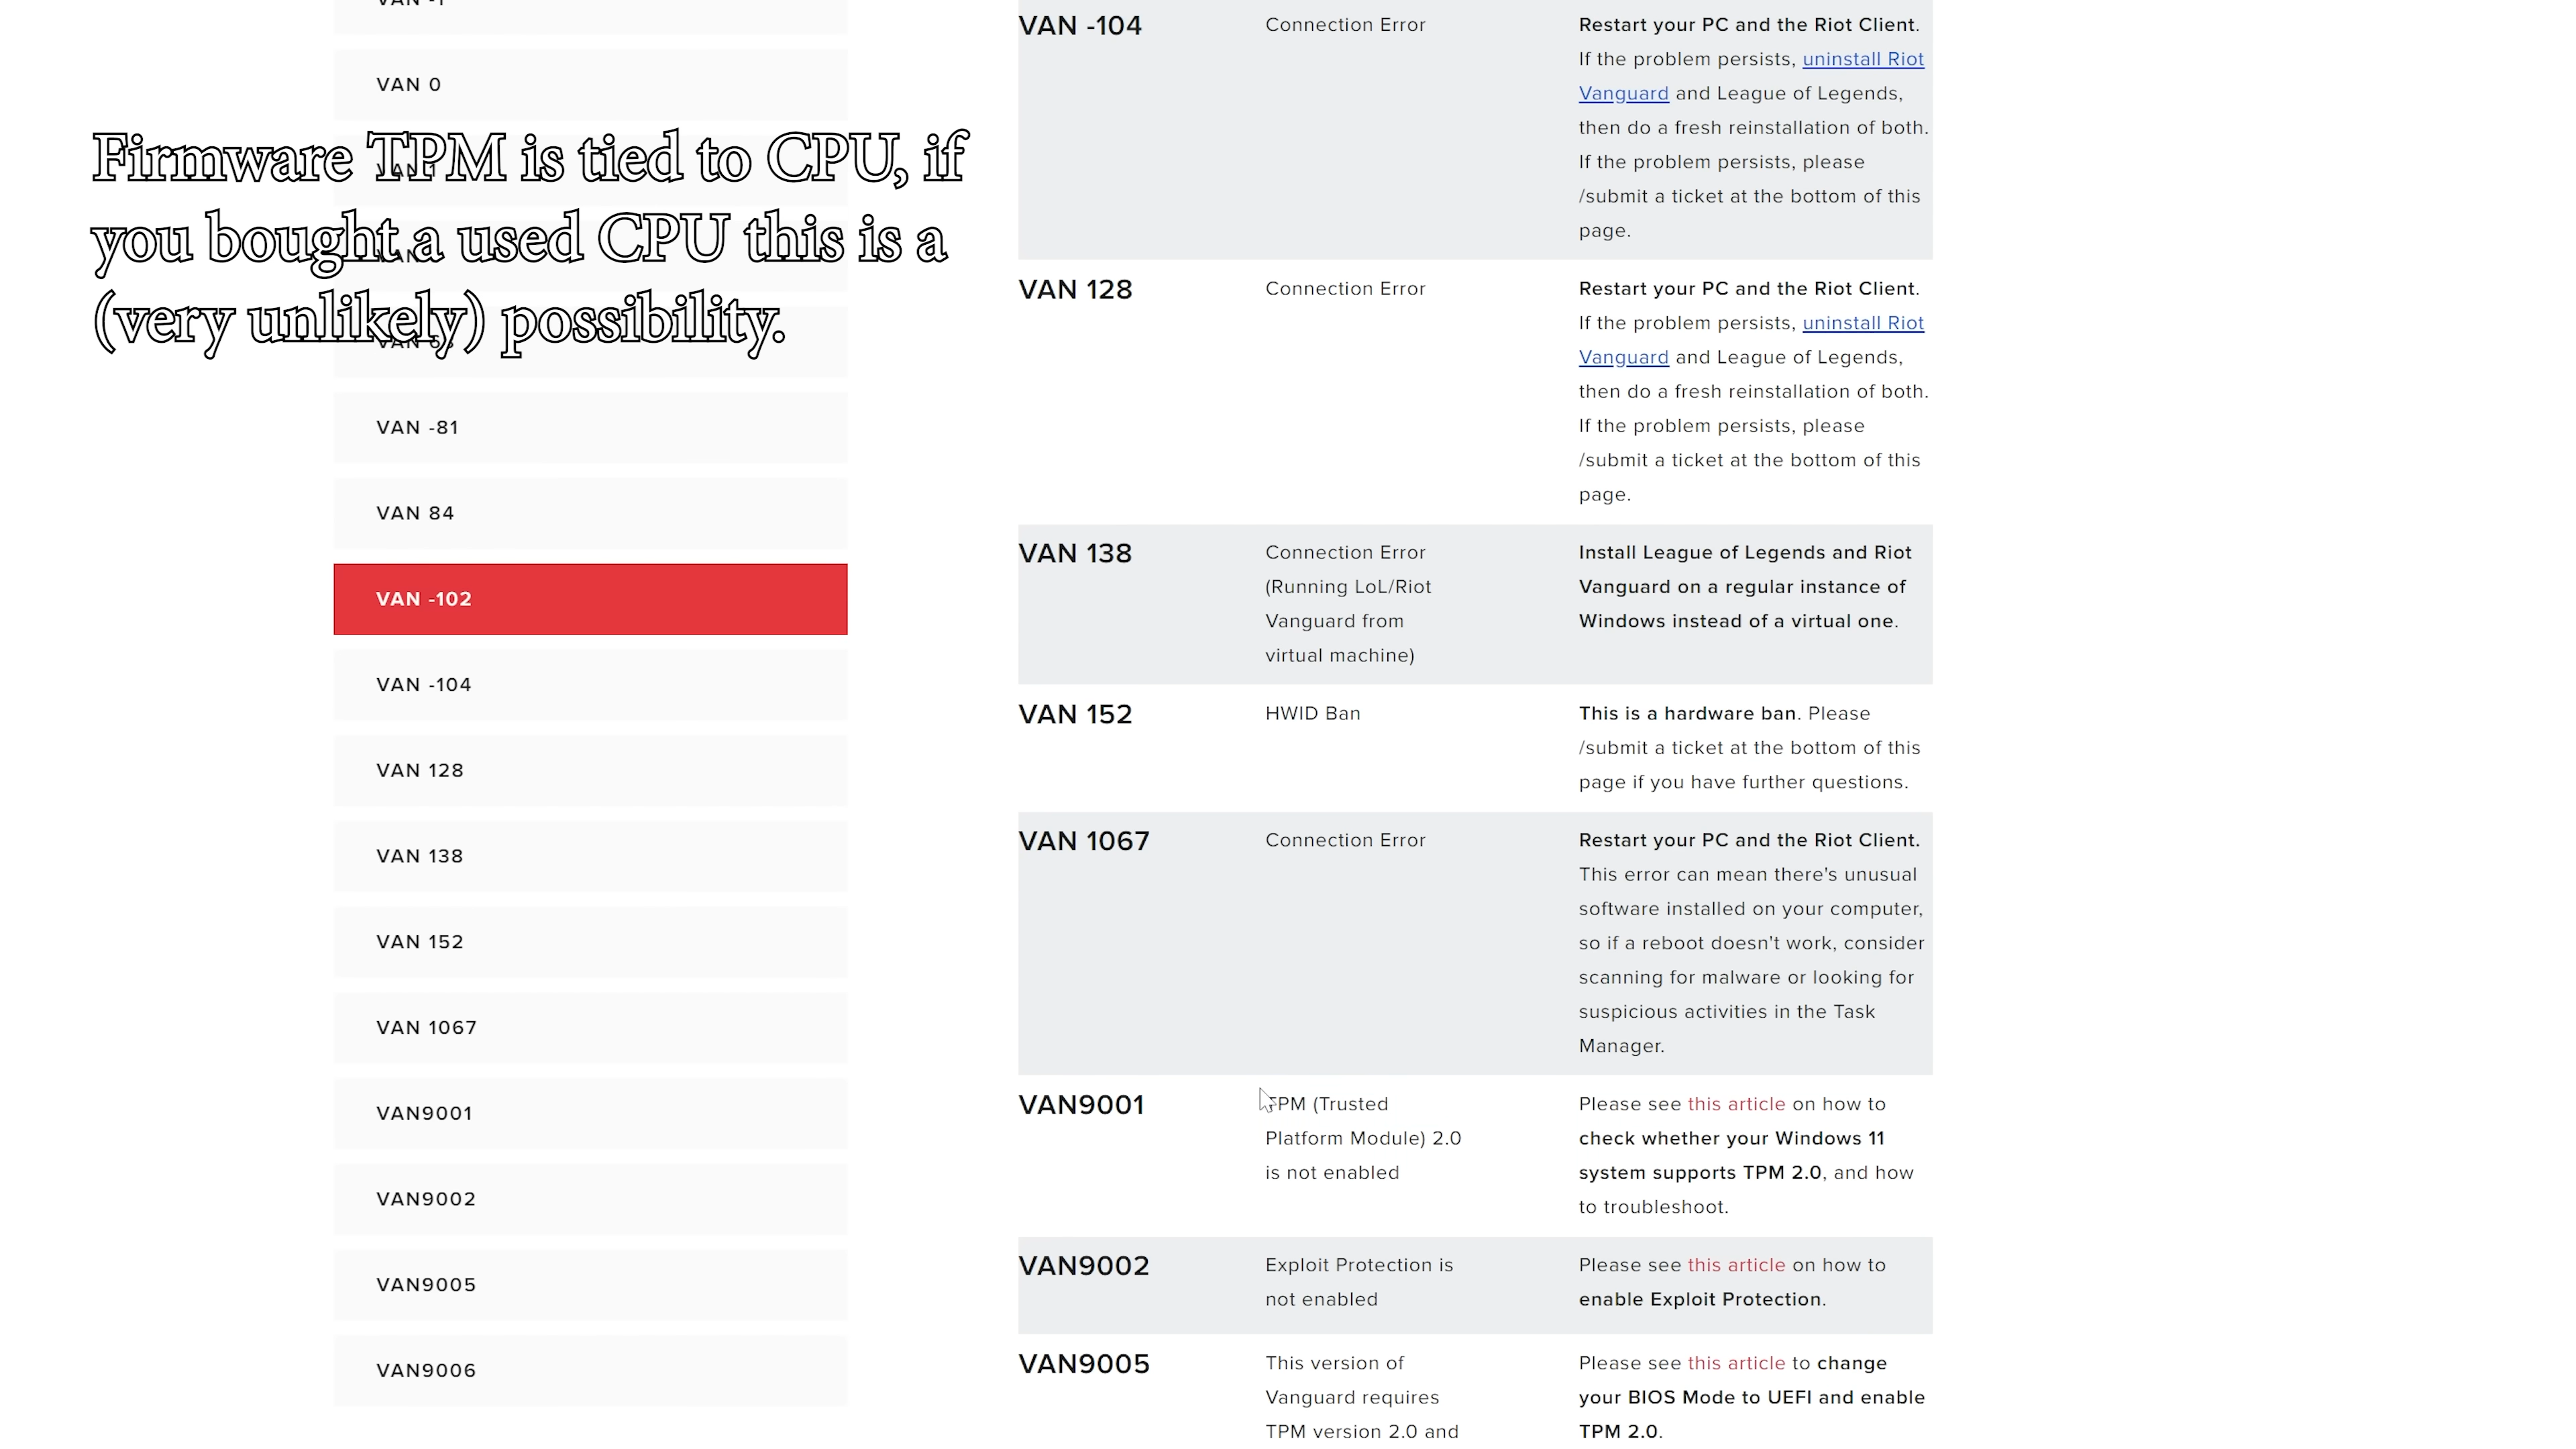 VAN -1
VAN 0
Firmware TPM is tied to CPU, if
you bought a used CPU this is a
(very unlikely) possibility.
VAN -81
VAN 84
VAN -102
VAN -104
VAN 128
VAN 138
VAN 152
VAN 1067
VAN9001
VAN9002
VAN9005
VAN9006
VAN -104
Connection Error
Restart your PC and the Riot Client.
If the problem persists, uninstall Riot
Vanguard and League of Legends,
then do a fresh reinstallation of both.
If the problem persists, please
/submit a ticket at the bottom of this
page.
VAN 128
Connection Error
Restart your PC and the Riot Client.
If the problem persists, uninstall Riot
Vanguard and League of Legends,
then do a fresh reinstallation of both.
If the problem persists, please
/submit a ticket at the bottom of this
page.
VAN 138
Connection Error
(Running LoL/Riot
Vanguard from
virtual machine)
Install League of Legends and Riot
Vanguard on a regular instance of
Windows instead of a virtual one.
VAN 152
HWID Ban
This is a hardware ban. Please
/submit a ticket at the bottom of this
page if you have further questions.
VAN 1067
Connection Error
Restart your PC and the Riot Client.
This error can mean there's unusual
software installed on your computer,
so if a reboot doesn't work, consider
scanning for malware or looking for
suspicious activities in the Task
Manager.
VAN9001
TPM (Trusted
Platform Module) 2.0
is not enabled
Please see this article on how to
check whether your Windows 11
system supports TPM 2.0, and how
to troubleshoot.
VAN9002
Exploit Protection is
not enabled
Please see this article on how to
enable Exploit Protection.
VAN9005
This version of
Vanguard requires
TPM version 2.0 and
Please see this article to change
your BIOS Mode to UEFI and enable
TPM 2.0.